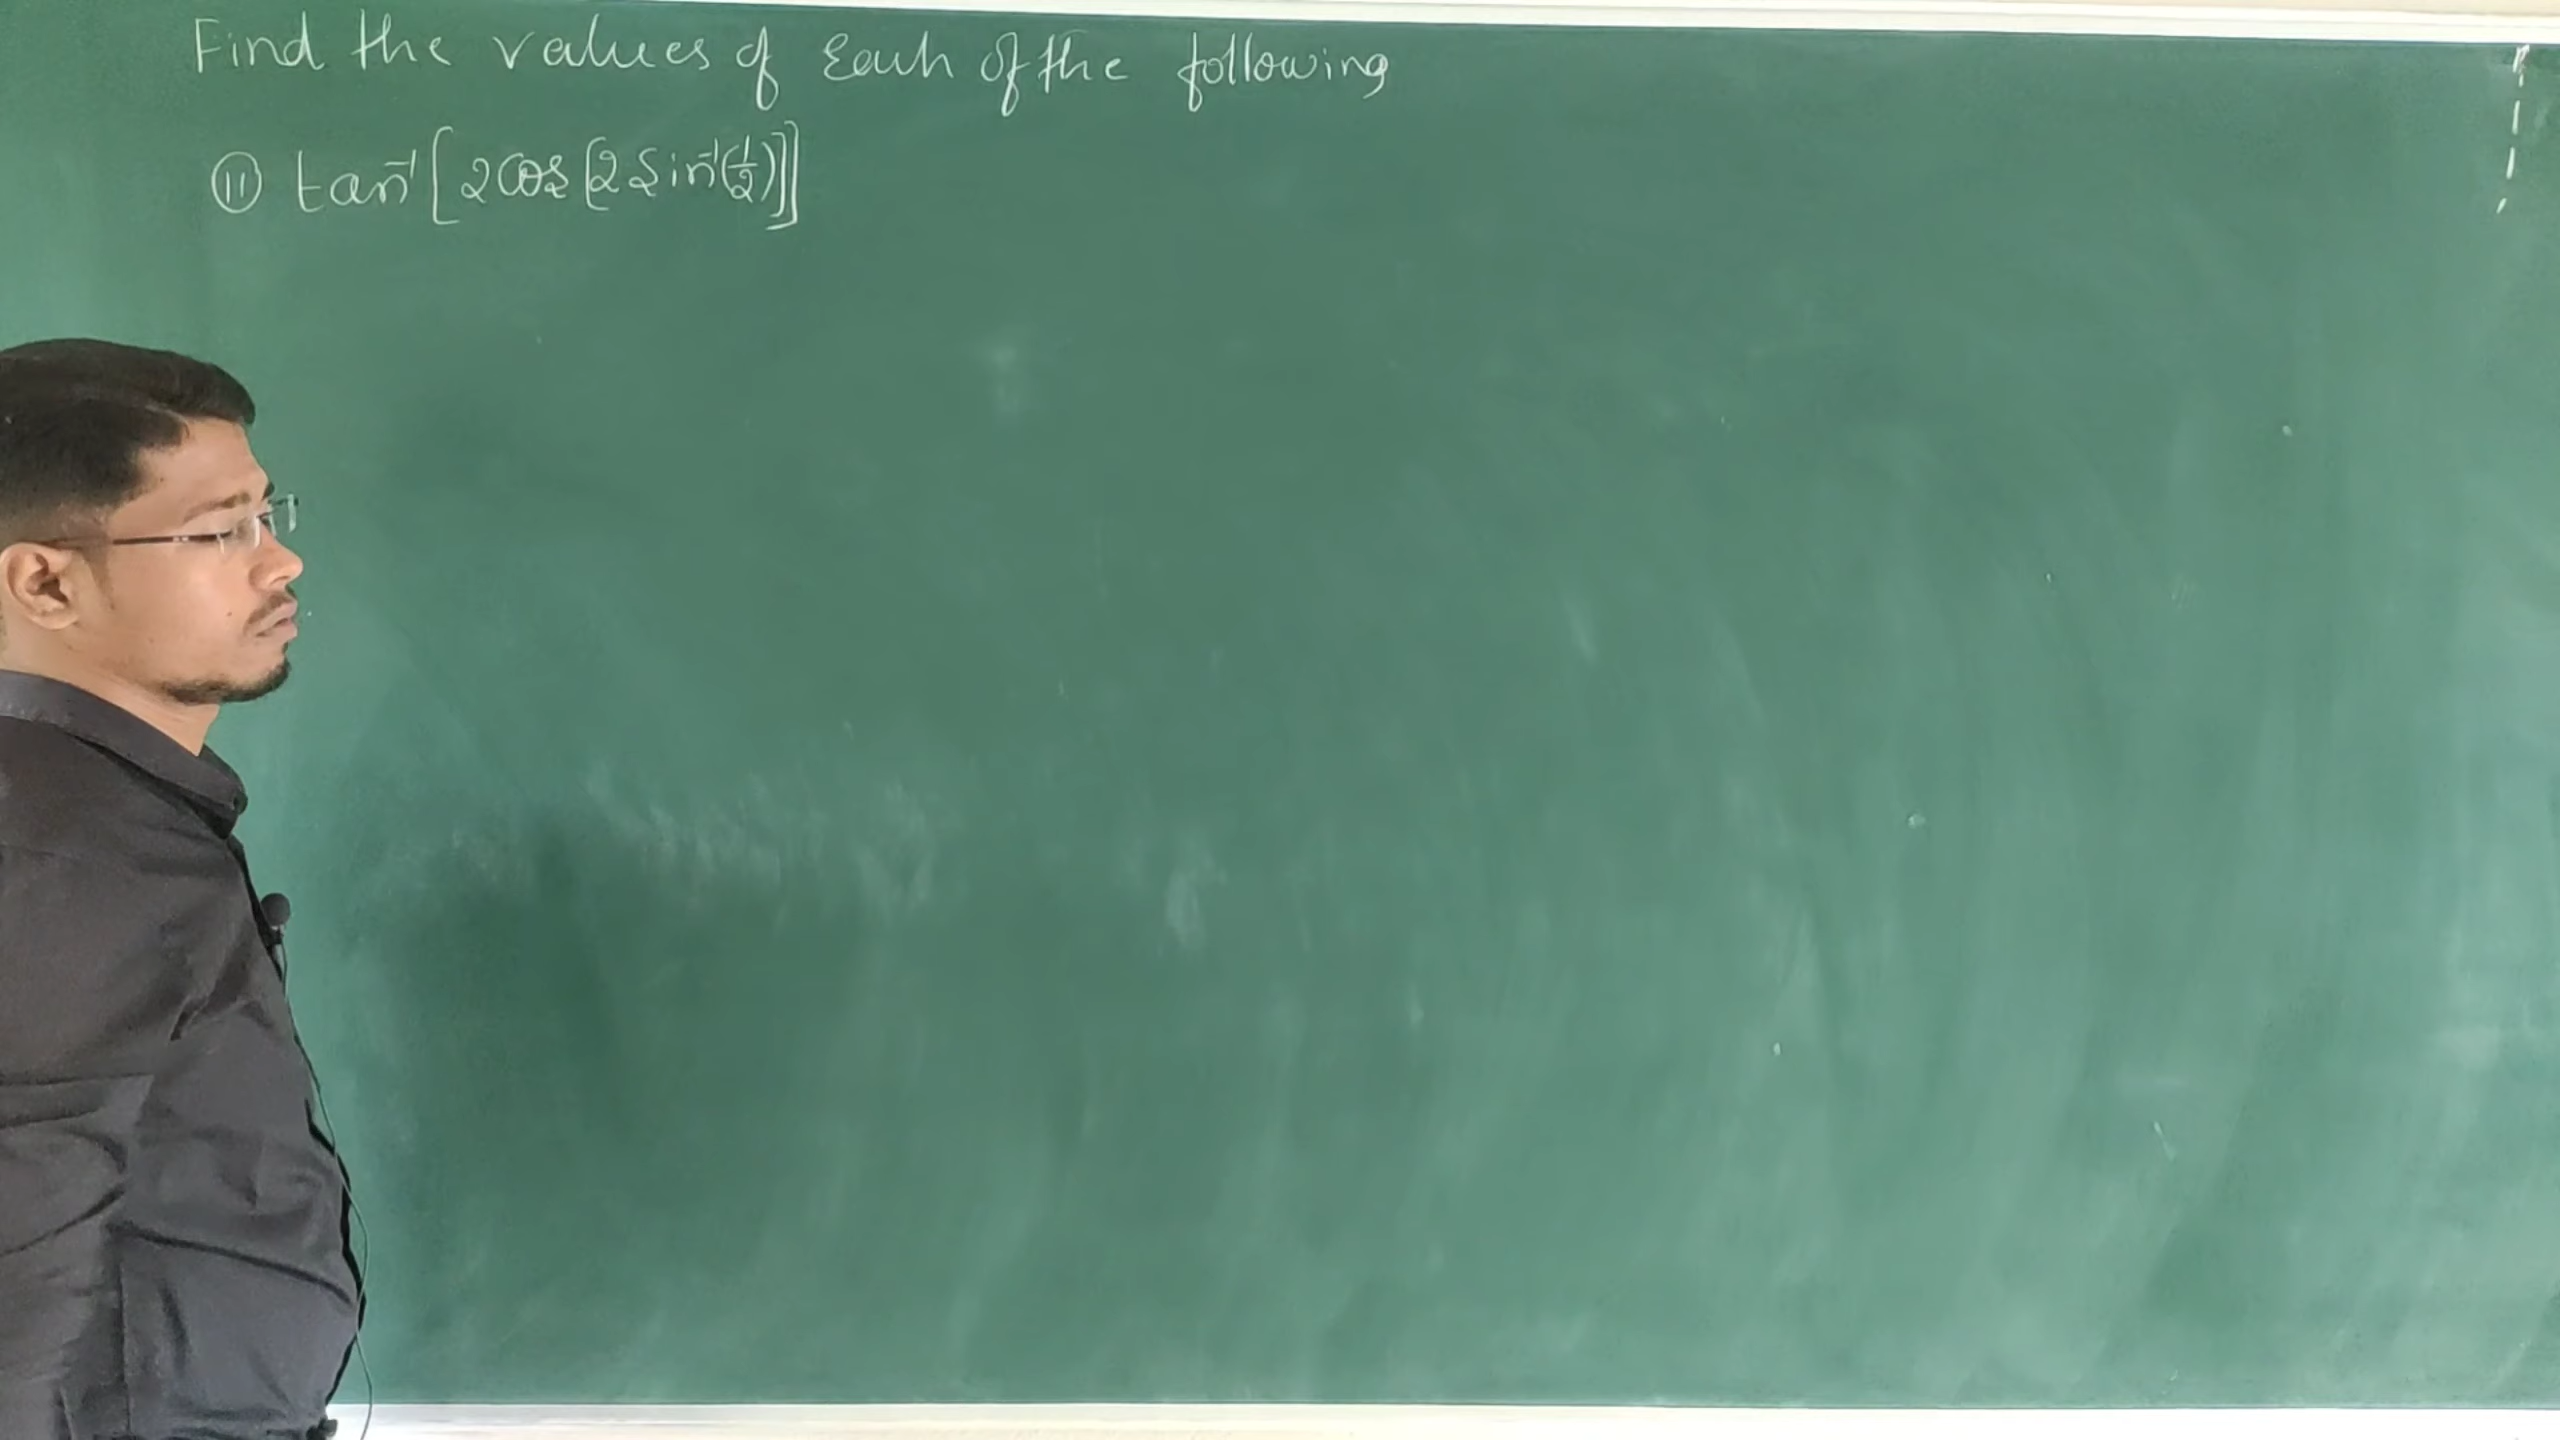 Find the values of Each of the following
⑪ tan⁻¹[2cos[2Sin⁻¹(1/2)]]